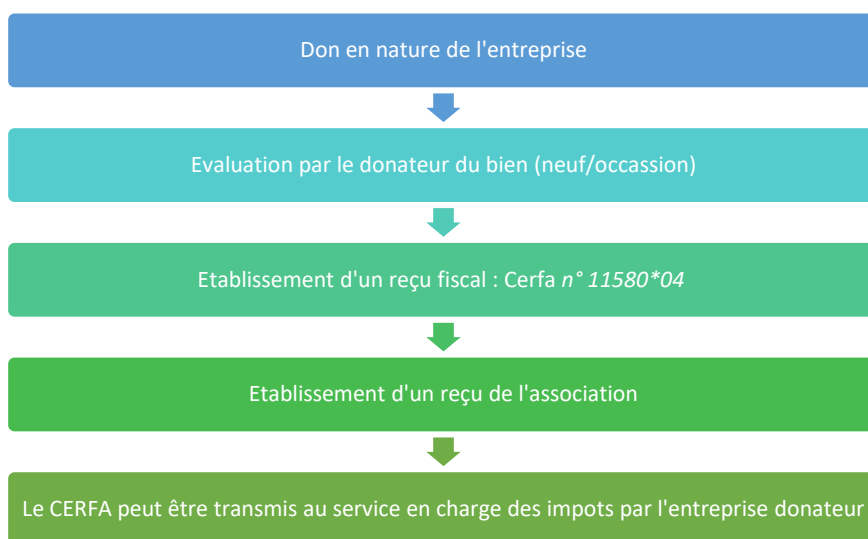 Don en nature de l'entreprise
Evaluation par le donateur du bien (neuf/occassion)
Etablissement d'un reçu fiscal : Cerfa n° 11580*04
Etablissement d'un reçu de l'association
Le CERFA peut être transmis au service en charge des impots par l'entreprise donateur